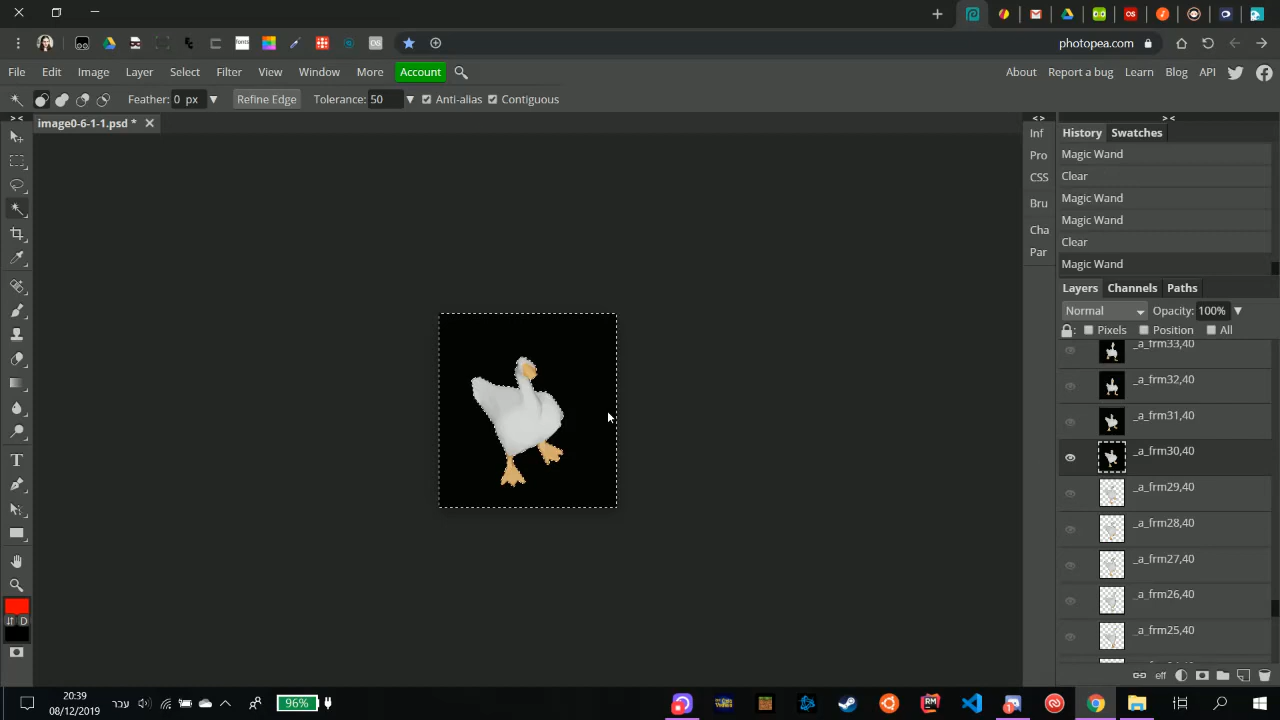 photopea.com
File Edit Image Layer Select Filter View Window More Account
About Report a bug Learn Blog API
Feather: 0 px Refine Edge Tolerance: 50 Anti-alias Contiguous
image0-6-1-1.psd *
Inf
Pro
CSS
Bru
Cha
Par
History Swatches
Magic Wand
Clear
Magic Wand
Magic Wand
Clear
Magic Wand
Layers Channels Paths
Normal Opacity: 100%
Pixels Position All
_a_frm33,40
_a_frm32,40
_a_frm31,40
_a_frm30,40
_a_frm29,40
_a_frm28,40
_a_frm27,40
_a_frm26,40
_a_frm25,40
D
eff
20:39
08/12/2019
עבר
96%